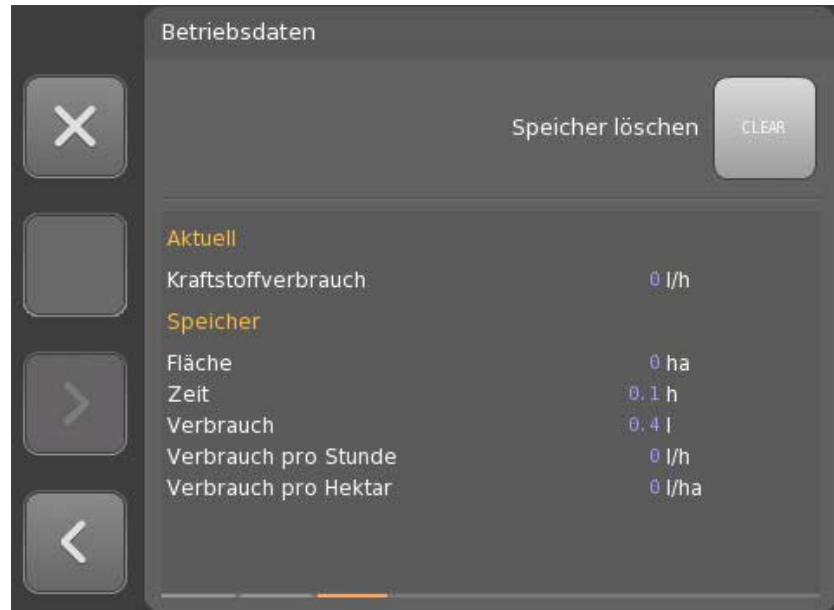 Betriebsdaten
Speicher löschen CLEAR
Aktuell
Kraftstoffverbrauch 0 l/h
Speicher
Fläche 0 ha
Zeit 0.1 h
Verbrauch 0.4 l
Verbrauch pro Stunde 0 l/h
Verbrauch pro Hektar 0 l/ha